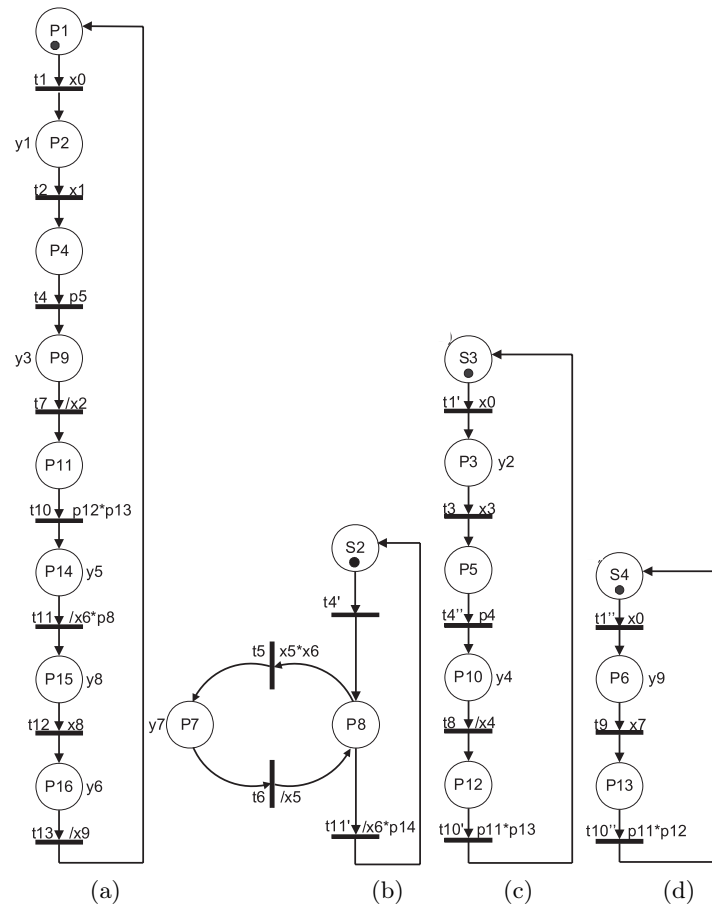 P1
t1 x0
y1 P2
t2 x1
P4
t4 p5
y3 P9
t7 /x2
P11
t10 p12*p13
P14 y5
t11 /x6*p8
P15 y8
t12 x8
P16 y6
t13 /x9
(a)
S2
t4'
t5 x5*x6
y7 P7
P8
t6 /x5
t11' /x6*p14
(b)
S3
t1' x0
P3 y2
t3 x3
P5
t4'' p4
P10 y4
t8 /x4
P12
t10' p11*p13
(c)
S4
t1'' x0
P6 y9
t9 x7
P13
t10'' p11*p12
(d)